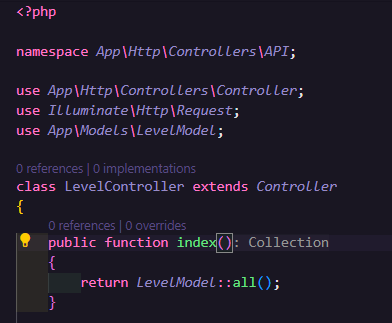 <?php
namespace App\Http\Controllers\API;
use App\Http\Controllers\Controller;
use Illuminate\Http\Request;
use App\Models\LevelModel;
0 references | 0 implementations
class LevelController extends Controller
{
0 references | 0 overrides
public function index(): Collection
{
return LevelModel::all();
}